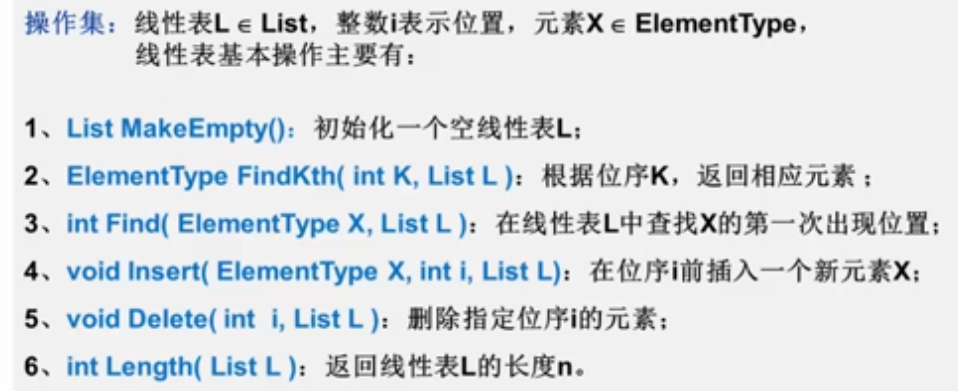 操作集：线性表L ∈ List，整数i表示位置，元素X ∈ ElementType，
线性表基本操作主要有：
1、List MakeEmpty()：初始化一个空线性表L；
2、ElementType FindKth( int K, List L )：根据位序K，返回相应元素；
3、int Find( ElementType X, List L )：在线性表L中查找X的第一次出现位置；
4、void Insert( ElementType X, int i, List L)：在位序i前插入一个新元素X；
5、void Delete( int i, List L )：删除指定位序i的元素；
6、int Length( List L )：返回线性表L的长度n。